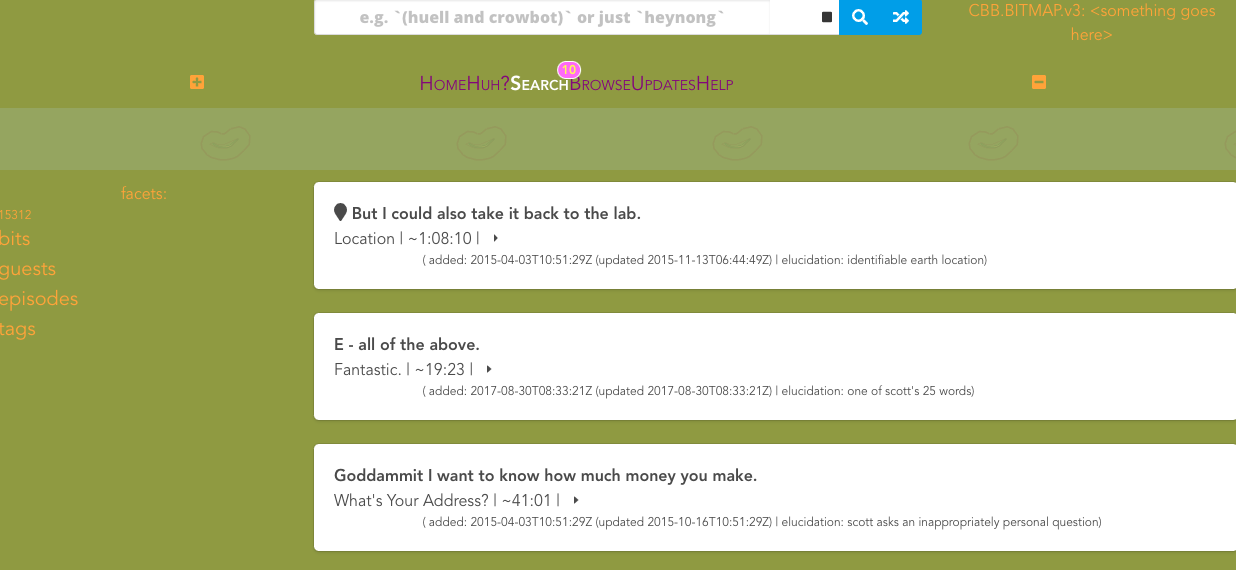 e.g. `(huell and crowbot)` or just `heynong`
CBB.BITMAP.v3: <something goes
here>
10
HomeHuh?SearchBrowseUpdatesHelp
facets:
15312
bits
guests
episodes
tags
But I could also take it back to the lab.
Location | ~1:08:10 |
( added: 2015-04-03T10:51:29Z (updated 2015-11-13T06:44:49Z) | elucidation: identifiable earth location)
E - all of the above.
Fantastic. | ~19:23 |
( added: 2017-08-30T08:33:21Z (updated 2017-08-30T08:33:21Z) | elucidation: one of scott's 25 words)
Goddammit I want to know how much money you make.
What's Your Address? | ~41:01 |
( added: 2015-04-03T10:51:29Z (updated 2015-10-16T10:51:29Z) | elucidation: scott asks an inappropriately personal question)